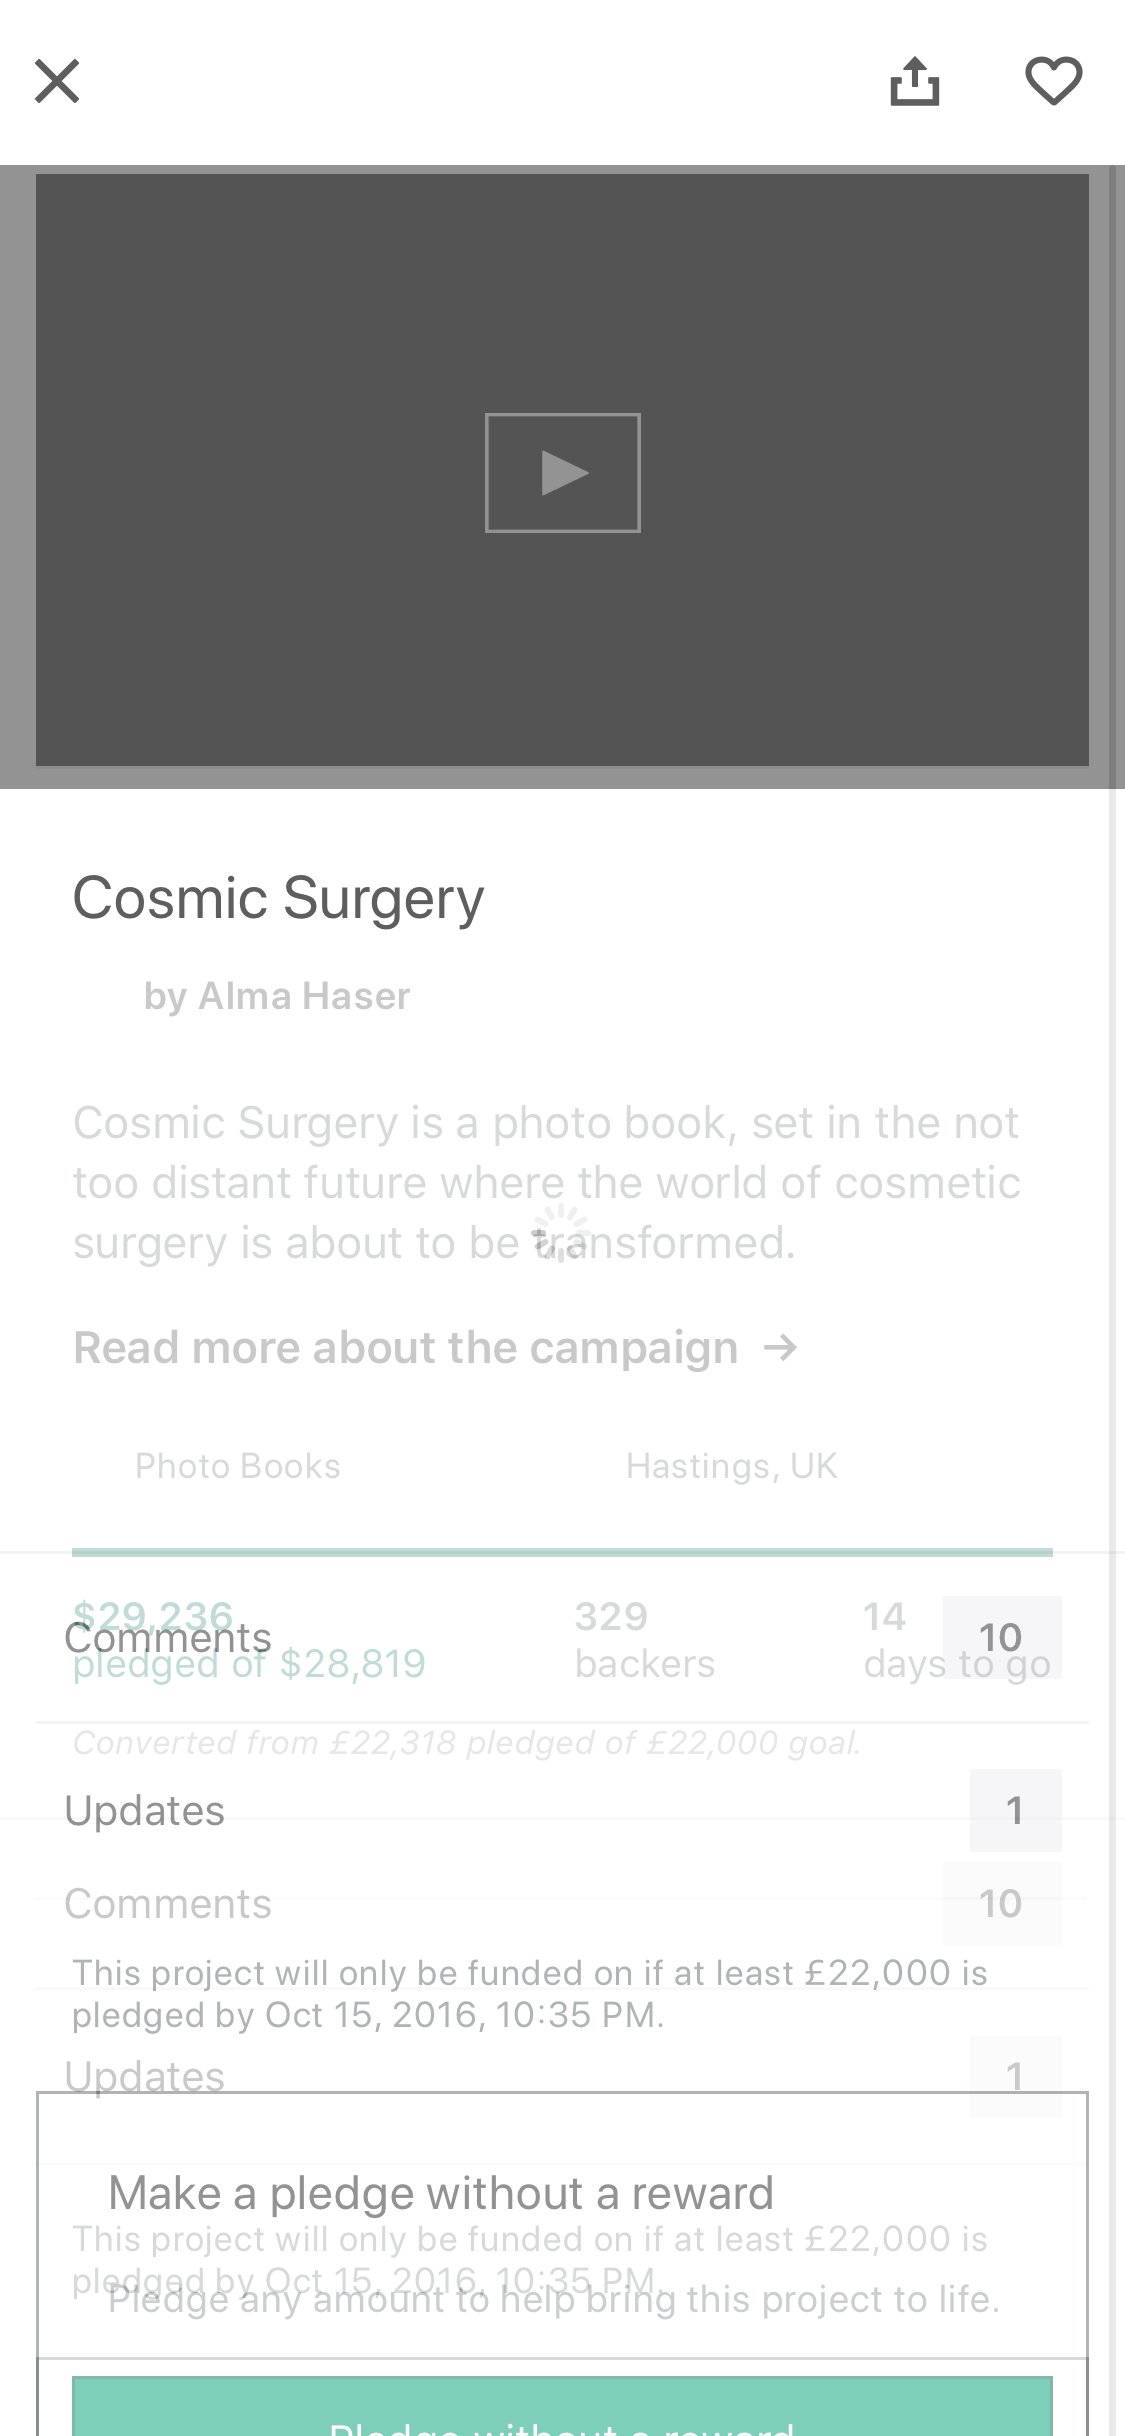 Cosmic Surgery
by Alma Haser
Cosmic Surgery is a photo book, set in the not
too distant future where the world of cosmetic
surgery is about to be transformed.
Read more about the campaign →
Photo Books
Hastings, UK
$29,236
pledged of $28,819
329
backers
14
days to go
Comments
10
Converted from £22,318 pledged of £22,000 goal.
Updates
1
Comments
10
This project will only be funded on if at least £22,000 is
pledged by Oct 15, 2016, 10:35 PM.
Updates
1
Make a pledge without a reward
This project will only be funded on if at least £22,000 is
pledged by Oct 15, 2016, 10:35 PM.
Pledge any amount to help bring this project to life.
Pledge without a reward